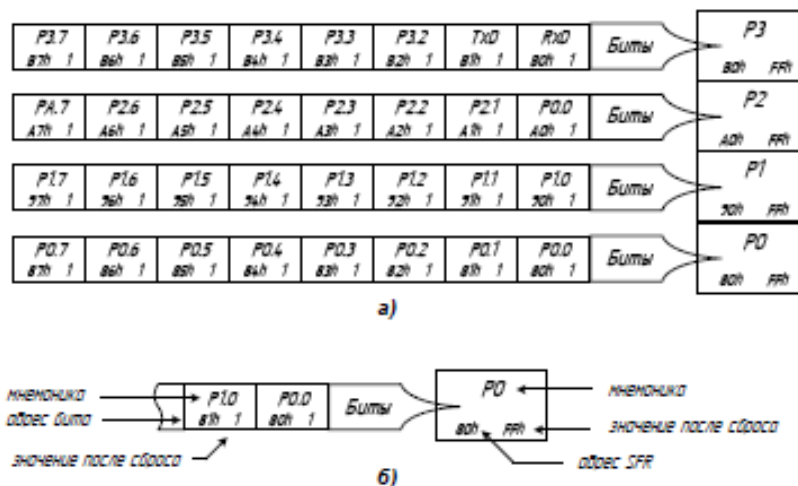 P3.7 P3.6 P3.5 P3.4 P3.3 P3.2 TxD RxD Биты P3
B7h 1 B6h 1 B5h 1 B4h 1 B3h 1 B2h 1 B1h 1 B0h 1 B0h FFh
PA.7 P2.6 P2.5 P2.4 P2.3 P2.2 P2.1 P0.0 Биты P2
A7h 1 A6h 1 A5h 1 A4h 1 A3h 1 A2h 1 A1h 1 A0h 1 A0h FFh
P1.7 P1.6 P1.5 P1.4 P1.3 P1.2 P1.1 P1.0 Биты P1
97h 1 96h 1 95h 1 94h 1 93h 1 92h 1 91h 1 90h 1 90h FFh
P0.7 P0.6 P0.5 P0.4 P0.3 P0.2 P0.1 P0.0 Биты P0
87h 1 86h 1 85h 1 84h 1 83h 1 82h 1 81h 1 80h 1 80h FFh
а)
мнемоника P1.0 P0.0 Биты P0 мнемоника
адрес бита 81h 1 80h 1 80h FFh значение после сброса
значение после сброса адрес SFR
б)